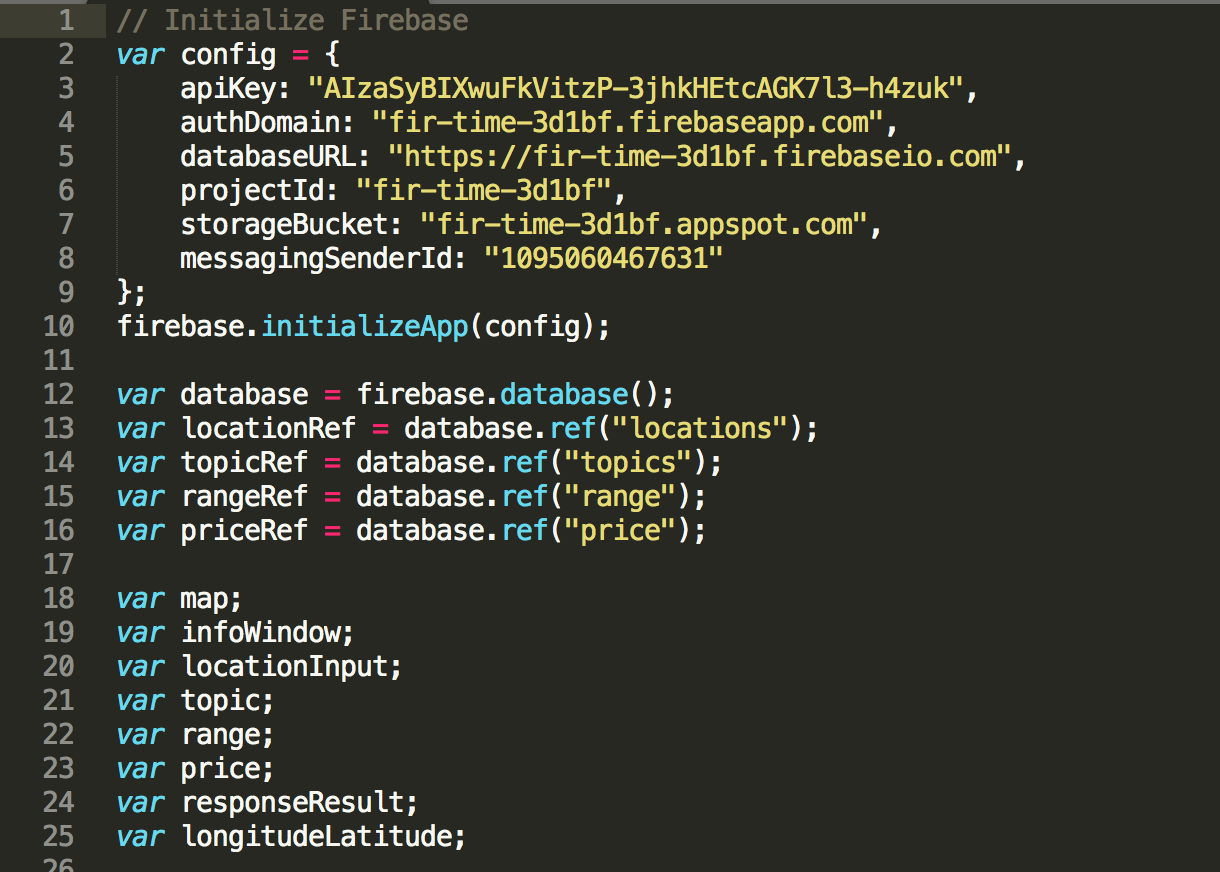 1 // Initialize Firebase
2 var config = {
3     apiKey: "AIzaSyBIXwuFkVitzP-3jhkHEtcAGK7l3-h4zuk",
4     authDomain: "fir-time-3d1bf.firebaseapp.com",
5     databaseURL: "https://fir-time-3d1bf.firebaseio.com",
6     projectId: "fir-time-3d1bf",
7     storageBucket: "fir-time-3d1bf.appspot.com",
8     messagingSenderId: "1095060467631"
9 };
10 firebase.initializeApp(config);
11
12 var database = firebase.database();
13 var locationRef = database.ref("locations");
14 var topicRef = database.ref("topics");
15 var rangeRef = database.ref("range");
16 var priceRef = database.ref("price");
17
18 var map;
19 var infoWindow;
20 var locationInput;
21 var topic;
22 var range;
23 var price;
24 var responseResult;
25 var longitudeLatitude;
26